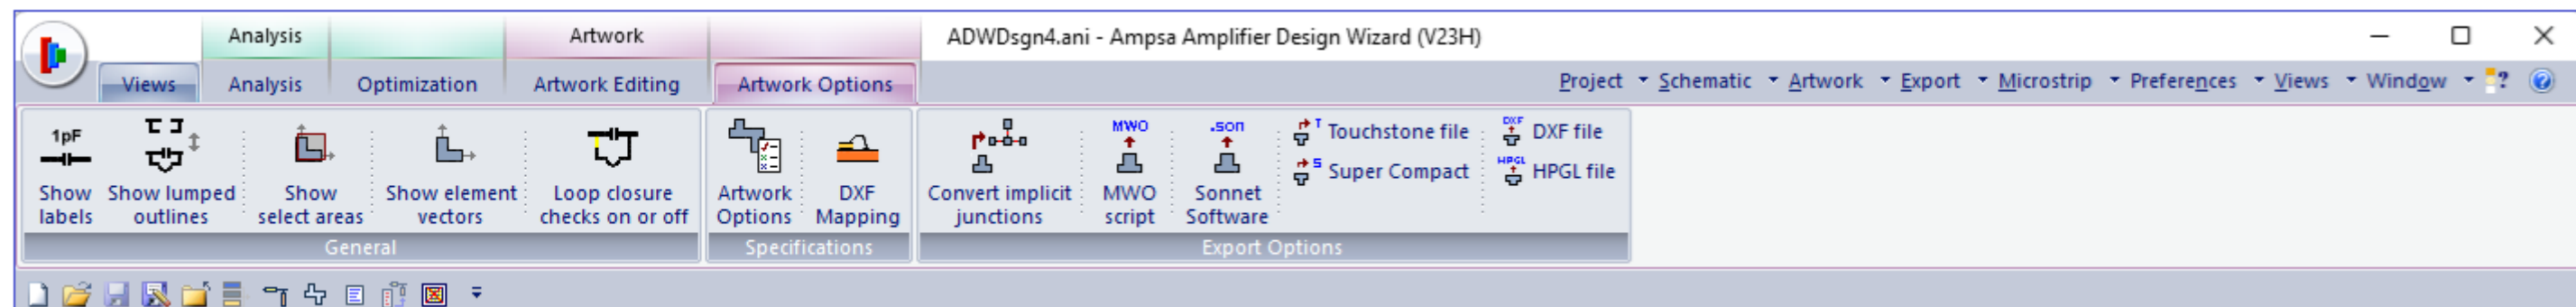 Analysis
Artwork
ADWDsgn4.ani - Ampsa Amplifier Design Wizard (V23H)
Views
Analysis
Optimization
Artwork Editing
Artwork Options
Project
Schematic
Artwork
Export
Microstrip
Preferences
Views
Window
?
?
1pF
Show
labels
Show lumped
outlines
Show
select areas
Show element
vectors
Loop closure
checks on or off
General
Artwork
Options
DXF
Mapping
Specifications
Convert implicit
junctions
MWO
MWO
script
.son
Sonnet
Software
T
Touchstone file
S
Super Compact
DXF
DXF file
HPGL
HPGL file
Export Options